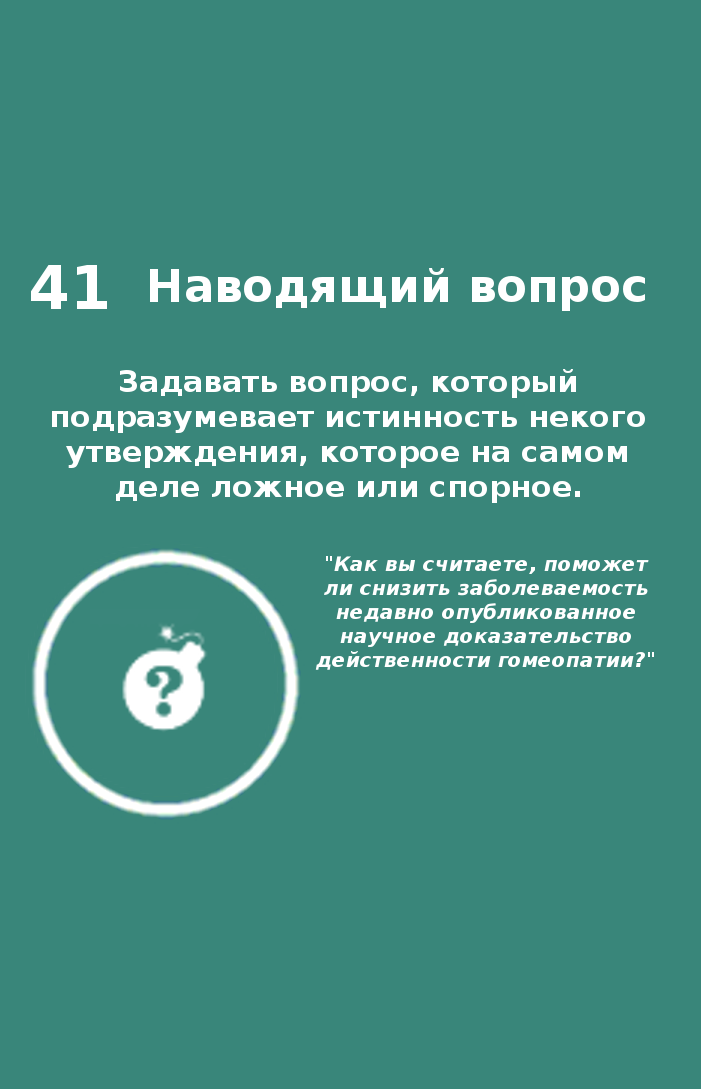 41 Наводящий вопрос
Задавать вопрос, который
подразумевает истинность некого
утверждения, которое на самом
деле ложное или спорное.
"Как вы считаете, поможет
ли снизить заболеваемость
недавно опубликованное
научное доказательство
действенности гомеопатии?"
?